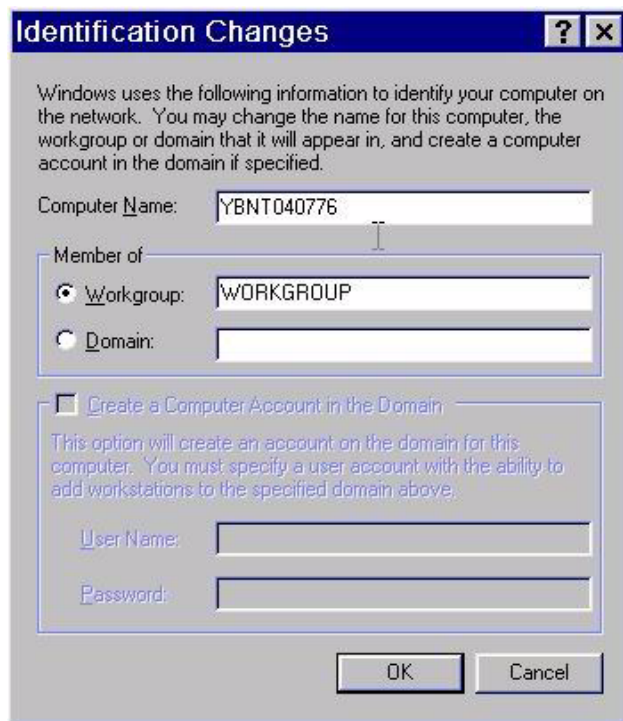 Identification Changes
Windows uses the following information to identify your computer on
the network. You may change the name for this computer, the
workgroup or domain that it will appear in, and create a computer
account in the domain if specified.
Computer Name: YBNT040776
Member of
Workgroup: WORKGROUP
Domain:
Create a Computer Account in the Domain
This option will create an account on the domain for this
computer. You must specify a user account with the ability to
add workstations to the specified domain above.
User Name:
Password:
OK Cancel